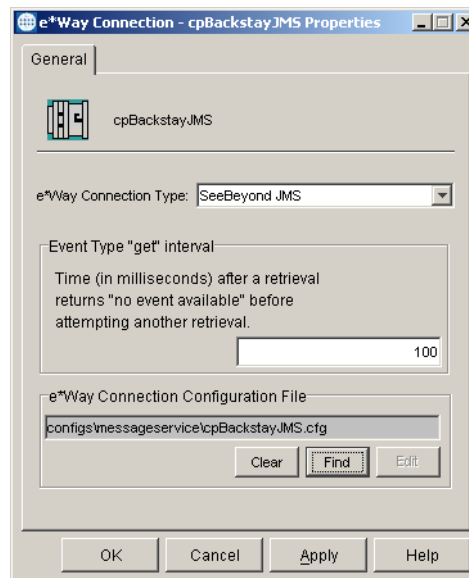 e*Way Connection - cpBackstayJMS Properties
General
cpBackstayJMS
e*Way Connection Type: SeeBeyond JMS
Event Type "get" interval
Time (in milliseconds) after a retrieval
returns "no event available" before
attempting another retrieval.
100
e*Way Connection Configuration File
configs\messageservice\cpBackstayJMS.cfg
Clear Find Edit
OK Cancel Apply Help